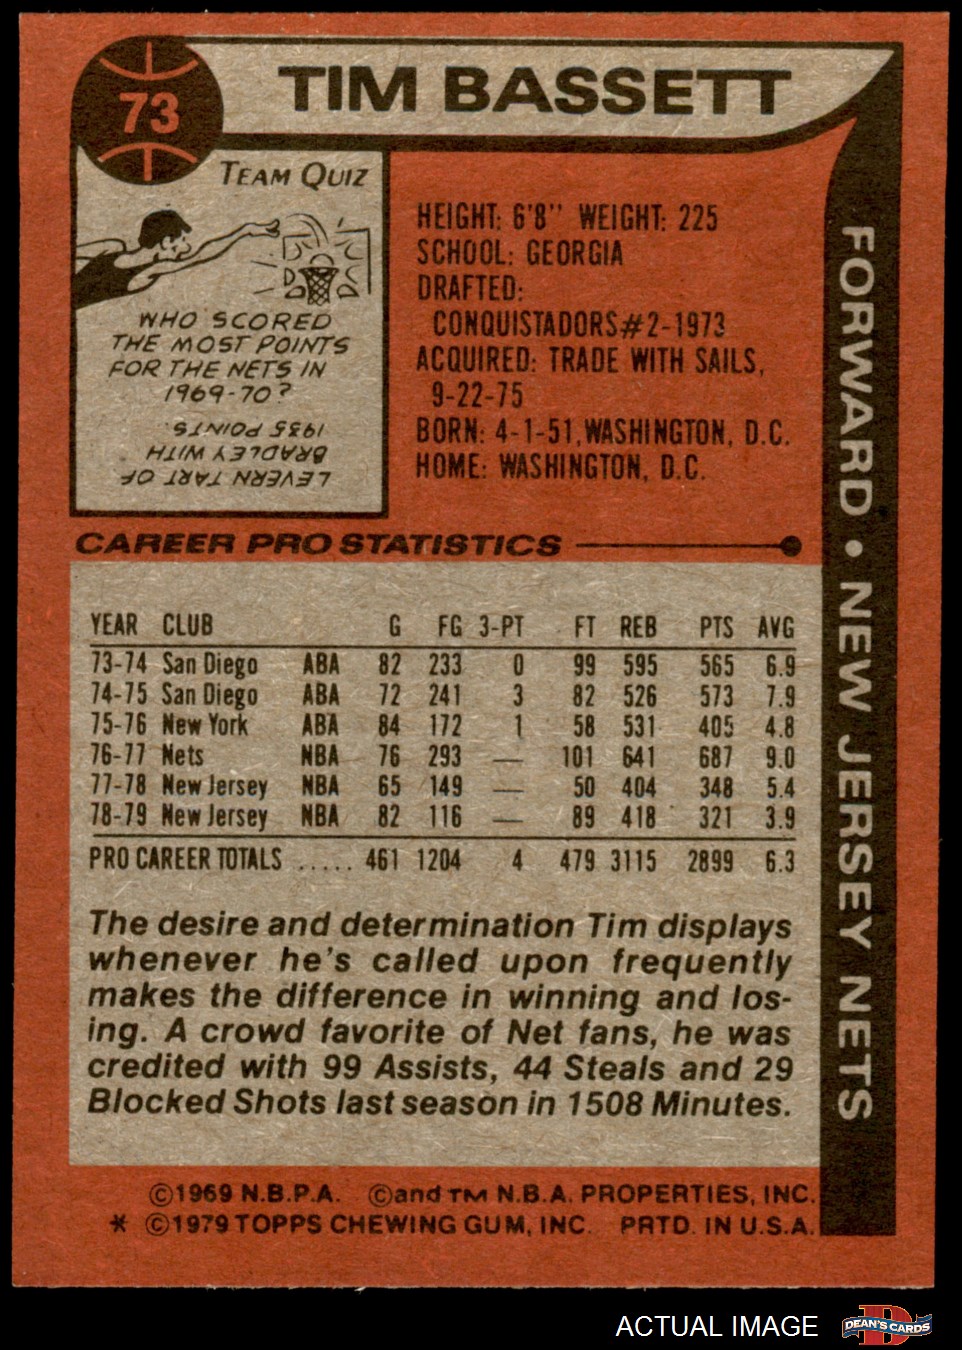 73
TIM BASSETT
TEAM QUIZ
WHO SCORED
THE MOST POINTS
FOR THE NETS IN
1969-70?
LEVERN TART OF
BRADLEY WITH
1935 POINTS.
HEIGHT: 6'8'' WEIGHT: 225
SCHOOL: GEORGIA
DRAFTED:
CONQUISTADORS#2-1973
ACQUIRED: TRADE WITH SAILS,
9-22-75
BORN: 4-1-51, WASHINGTON, D.C.
HOME: WASHINGTON, D.C.
FORWARD • NEW JERSEY NETS
CAREER PRO STATISTICS
YEAR CLUB G FG 3-PT FT REB PTS AVG
73-74 San Diego ABA 82 233 0 99 595 565 6.9
74-75 San Diego ABA 72 241 3 82 526 573 7.9
75-76 New York ABA 84 172 1 58 531 405 4.8
76-77 Nets NBA 76 293 — 101 641 687 9.0
77-78 New Jersey NBA 65 149 — 50 404 348 5.4
78-79 New Jersey NBA 82 116 — 89 418 321 3.9
PRO CAREER TOTALS ..... 461 1204 4 479 3115 2899 6.3
The desire and determination Tim displays
whenever he's called upon frequently
makes the difference in winning and los-
ing. A crowd favorite of Net fans, he was
credited with 99 Assists, 44 Steals and 29
Blocked Shots last season in 1508 Minutes.
©1969 N.B.P.A. ©and TM N.B.A. PROPERTIES, INC.
* ©1979 TOPPS CHEWING GUM, INC. PRTD. IN U.S.A.
ACTUAL IMAGE
DEAN'S CARDS